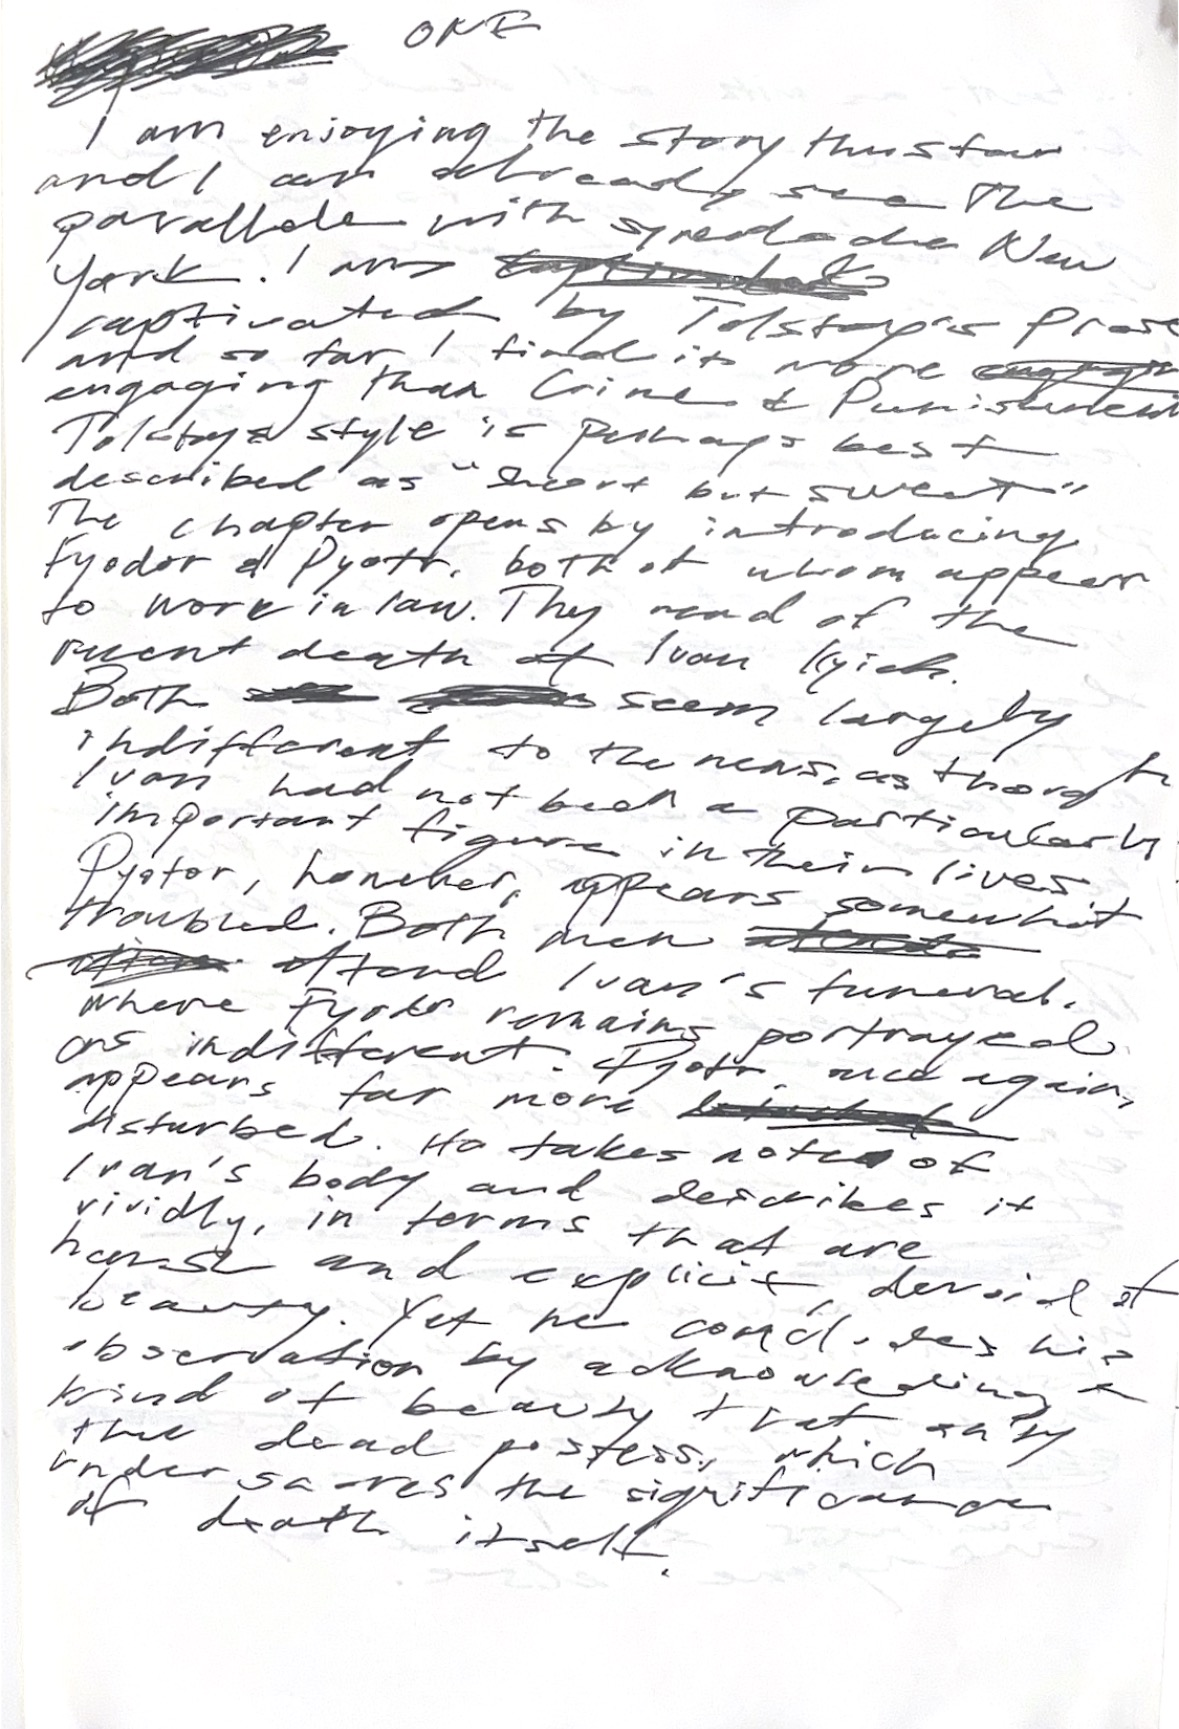 ONE
I am enjoying the story thus far
and I can already see the
parallels with Synecdoche New
York. I am
captivated by Tolstoy's prose
and so far I find it more
engaging than Crime & Punishment
Tolstoy's style is perhaps best
described as "short but sweet"
The chapter opens by introducing
Fyodor & Pyotr, both of whom appear
to work in law. They read of the
recent death of Ivan Ilyich.
Both seem largely
indifferent to the news, as though
Ivan had not been a particularly
important figure in their lives
Pyotor, however, appears somewhat
troubled. Both men
attend Ivan's funeral,
where Fyodor remains portrayed
as indifferent. Pyotr, once again,
appears far more
disturbed. He takes note of
Ivan's body and describes it
vividly, in terms that are
harsh and explicit, devoid of
beauty. Yet he concludes his
observation by acknowledging a
kind of beauty that only
the dead possess, which
underscores the significance
of death itself.